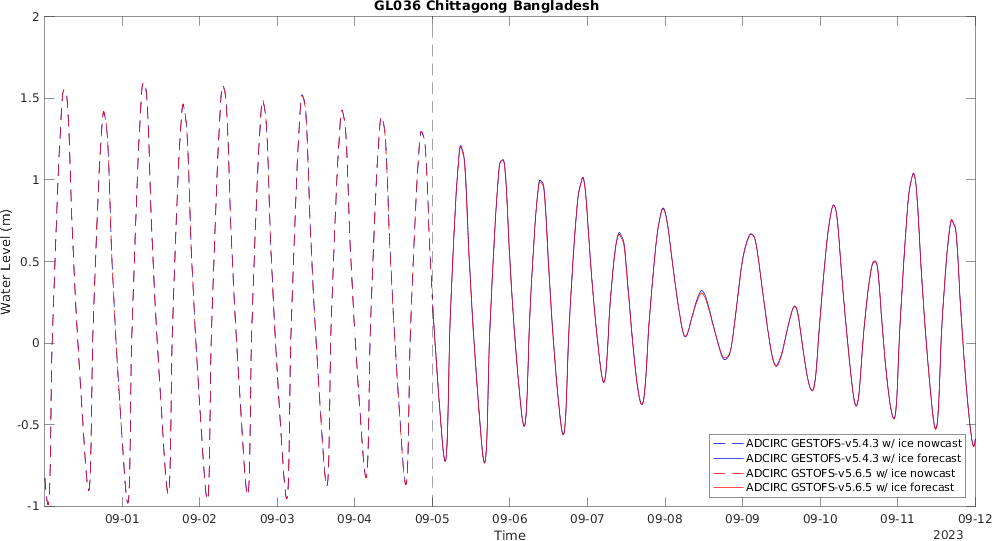 GL036 Chittagong Bangladesh
2
1.5
1
0.5
0
-0.5
-1
Water Level (m)
ADCIRC GESTOFS-v5.4.3 w/ ice nowcast
ADCIRC GESTOFS-v5.4.3 w/ ice forecast
ADCIRC GSTOFS-v5.6.5 w/ ice nowcast
ADCIRC GSTOFS-v5.6.5 w/ ice forecast
09-01 09-02 09-03 09-04 09-05 09-06 09-07 09-08 09-09 09-10 09-11 09-12
Time
2023